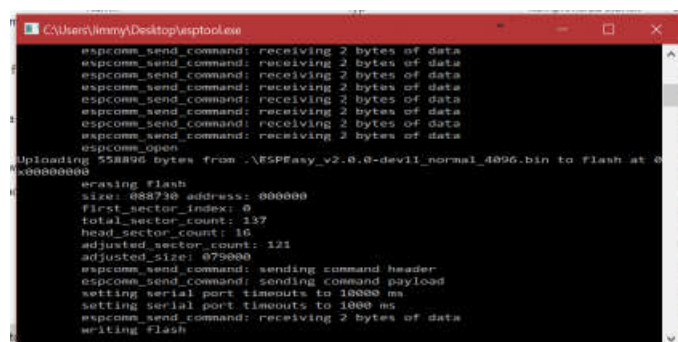 C:\Users\Jimmy\Desktop\esptool.exe
espcomm_send_command: receiving 2 bytes of data
espcomm_send_command: receiving 2 bytes of data
espcomm_send_command: receiving 2 bytes of data
espcomm_send_command: receiving 2 bytes of data
espcomm_send_command: receiving 2 bytes of data
espcomm_send_command: receiving 2 bytes of data
espcomm_send_command: receiving 2 bytes of data
espcomm_send_command: receiving 2 bytes of data
espcomm_open
Uploading 558896 bytes from .\ESPEasy_v2.0.0-dev11_normal_4096.bin to flash at 0
x00000000
erasing flash
size: 088730 address: 000000
first_sector_index: 0
total_sector_count: 137
head_sector_count: 16
adjusted_sector_count: 121
adjusted_size: 079000
espcomm_send_command: sending command header
espcomm_send_command: sending command payload
setting serial port timeouts to 10000 ms
setting serial port timeouts to 1000 ms
espcomm_send_command: receiving 2 bytes of data
writing flash